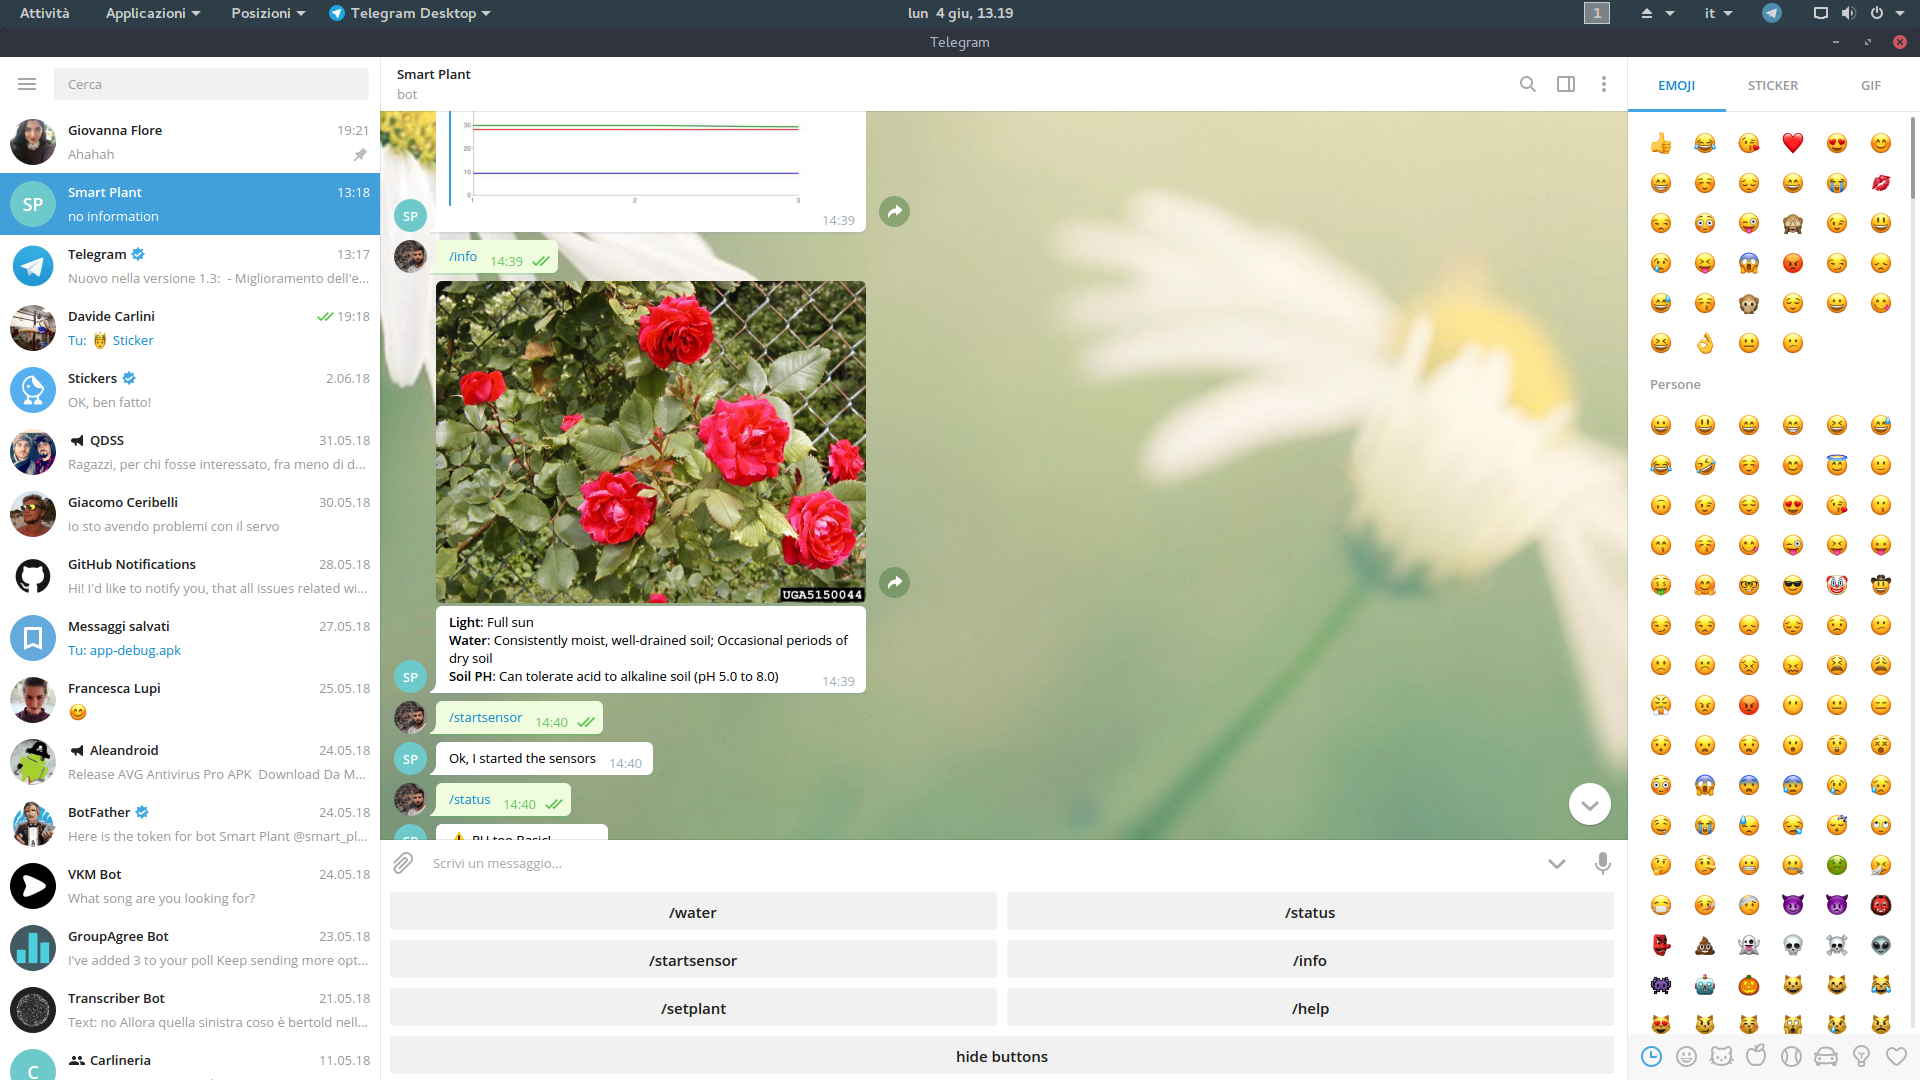 Attività Applicazioni Posizioni Telegram Desktop lun 4 giu, 13.19 1 it
Telegram
Cerca
Giovanna Flore 19:21
Ahahah
SP Smart Plant 13:18
no information
Telegram 13:17
Nuovo nella versione 1.3: - Miglioramento dell'e...
Davide Carlini 19:18
Tu: Sticker
Stickers 2.06.18
OK, ben fatto!
QDSS 31.05.18
Ragazzi, per chi fosse interessato, fra meno di d...
Giacomo Ceribelli 30.05.18
io sto avendo problemi con il servo
GitHub Notifications 28.05.18
Hi! I'd like to notify you, that all issues related wi...
Messaggi salvati 27.05.18
Tu: app-debug.apk
Francesca Lupi 25.05.18
Aleandroid 24.05.18
Release AVG Antivirus Pro APK Download Da M...
BotFather 24.05.18
Here is the token for bot Smart Plant @smart_pl...
VKM Bot 24.05.18
What song are you looking for?
GroupAgree Bot 23.05.18
I've added 3 to your poll Keep sending more opt...
Transcriber Bot 21.05.18
Text: no Allora quella sinistra coso è bertold nell...
C Carlineria 11.05.18
Smart Plant
bot
30
20
10
0
1 2 3
SP 14:39
/info 14:39
UGA5150044
Light: Full sun
Water: Consistently moist, well-drained soil; Occasional periods of
dry soil
Soil PH: Can tolerate acid to alkaline soil (pH 5.0 to 8.0)
SP 14:39
/startsensor 14:40
SP Ok, I started the sensors 14:40
/status 14:40
SP PH too Basic!
Scrivi un messaggio...
/water /status
/startsensor /info
/setplant /help
hide buttons
EMOJI STICKER GIF
Persone